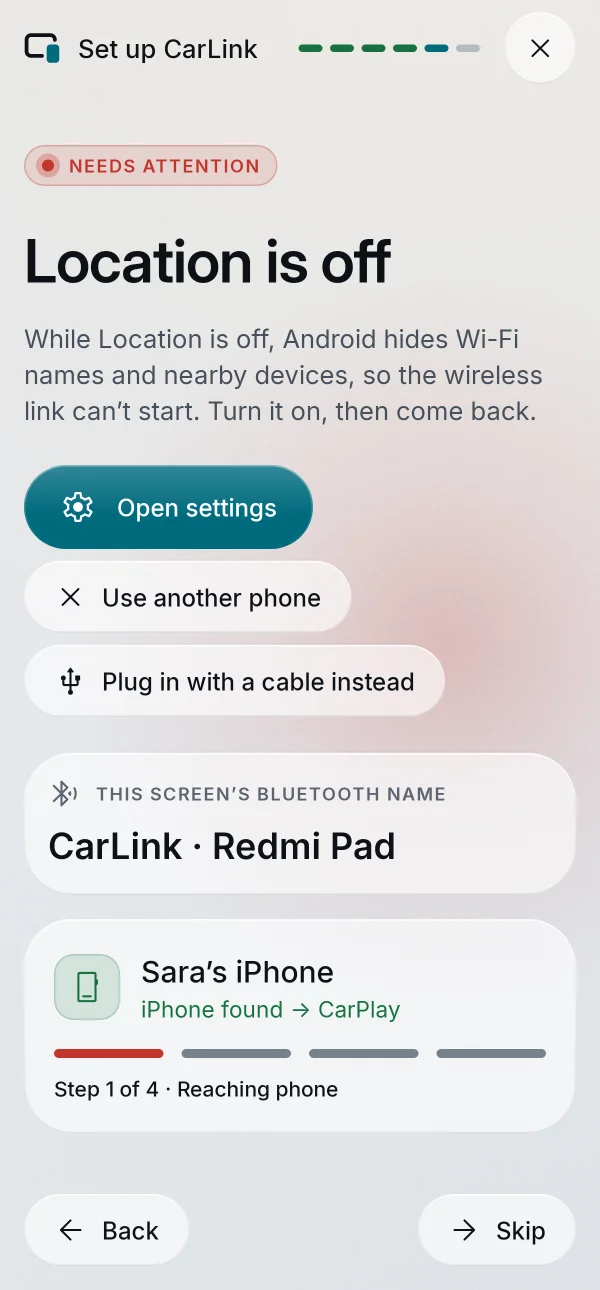 Set up CarLink
NEEDS ATTENTION
Location is off
While Location is off, Android hides Wi-Fi
names and nearby devices, so the wireless
link can’t start. Turn it on, then come back.
Open settings
Use another phone
Plug in with a cable instead
THIS SCREEN’S BLUETOOTH NAME
CarLink · Redmi Pad
Sara’s iPhone
iPhone found → CarPlay
Step 1 of 4 · Reaching phone
Back
Skip